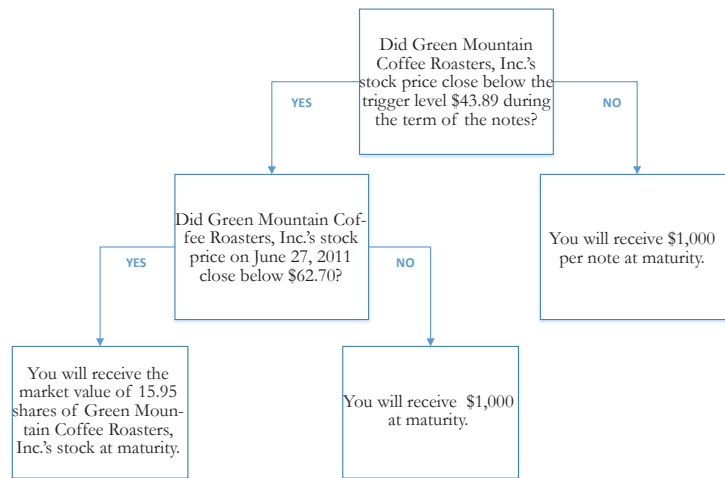 Did Green Mountain
Coffee Roasters, Inc.'s
stock price close below the
trigger level $43.89 during
the term of the notes?
YES
NO
Did Green Mountain Cof-
fee Roasters, Inc.'s stock
price on June 27, 2011
close below $62.70?
You will receive $1,000
per note at maturity.
YES
NO
You will receive the
market value of 15.95
shares of Green Moun-
tain Coffee Roasters,
Inc.'s stock at maturity.
You will receive $1,000
at maturity.